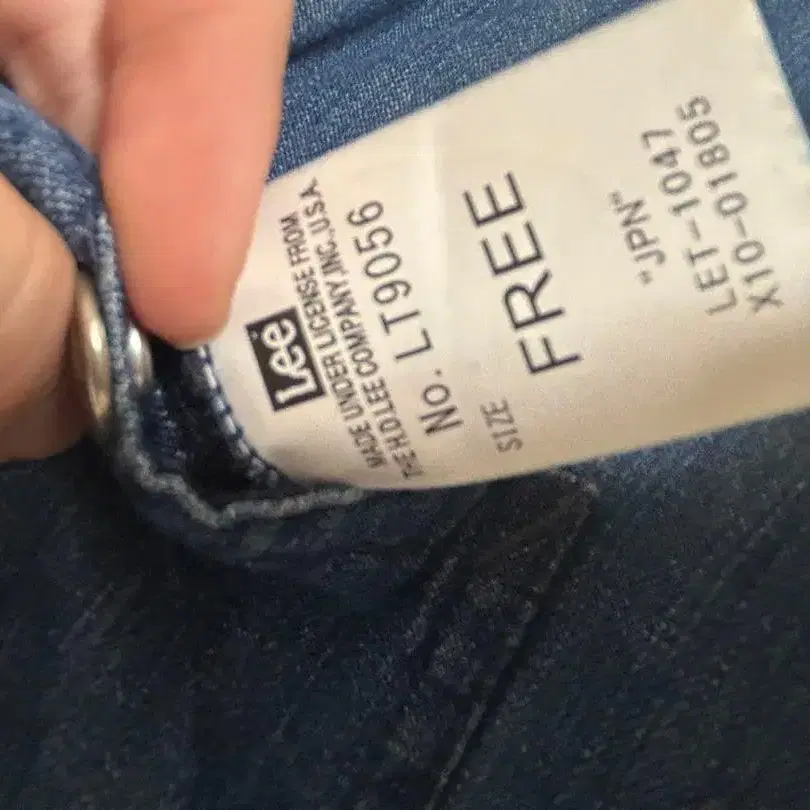 Lee
MADE UNDER LICENSE FROM
THE H.D.LEE COMPANY,INC.,U.S.A.
No. LT9056
SIZE
FREE
"JPN"
LET-1047
X10-01805